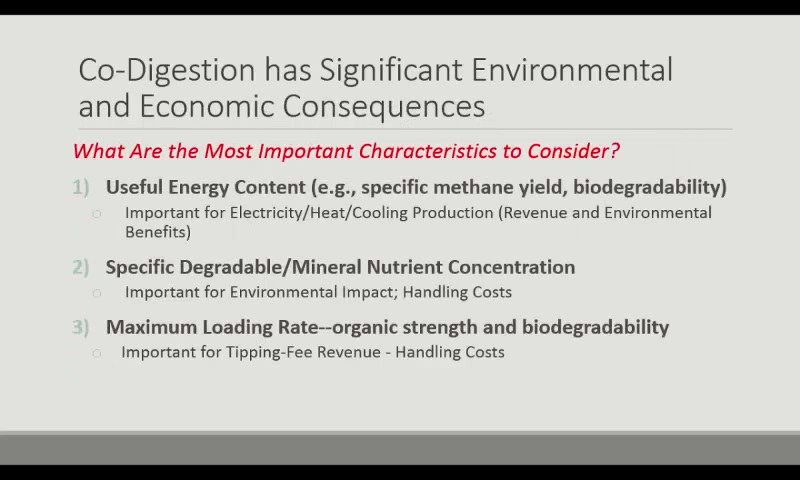 Co-Digestion has Significant Environmental
and Economic Consequences
What Are the Most Important Characteristics to Consider?
1) Useful Energy Content (e.g., specific methane yield, biodegradability)
○ Important for Electricity/Heat/Cooling Production (Revenue and Environmental
Benefits)
2) Specific Degradable/Mineral Nutrient Concentration
○ Important for Environmental Impact; Handling Costs
3) Maximum Loading Rate--organic strength and biodegradability
○ Important for Tipping-Fee Revenue - Handling Costs